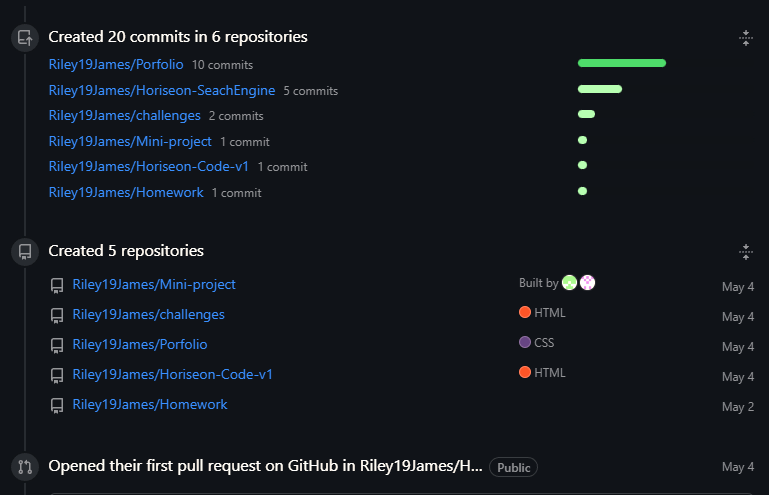 Created 20 commits in 6 repositories
Riley19James/Porfolio 10 commits
Riley19James/Horiseon-SeachEngine 5 commits
Riley19James/challenges 2 commits
Riley19James/Mini-project 1 commit
Riley19James/Horiseon-Code-v1 1 commit
Riley19James/Homework 1 commit
Created 5 repositories
Riley19James/Mini-project Built by May 4
Riley19James/challenges HTML May 4
Riley19James/Porfolio CSS May 4
Riley19James/Horiseon-Code-v1 HTML May 4
Riley19James/Homework May 2
Opened their first pull request on GitHub in Riley19James/H... Public May 4